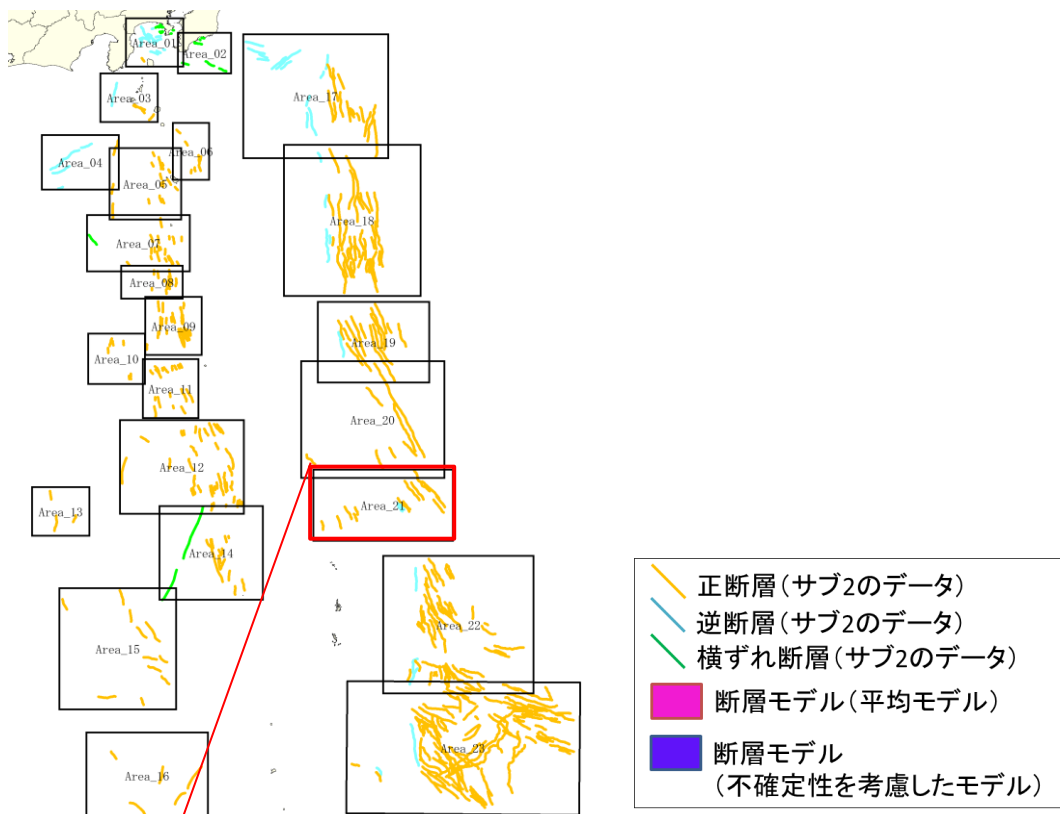 Area_01
Area_02
Area_03
Area_04
Area_05
Area_06
Area_07
Area_08
Area_09
Area_10
Area_11
Area_12
Area_13
Area_14
Area_15
Area_16
Area_17
Area_18
Area_19
Area_20
Area_21
Area_22
Area_23
正断層(サブ2のデータ)
逆断層(サブ2のデータ)
横ずれ断層(サブ2のデータ)
断層モデル(平均モデル)
断層モデル
(不確定性を考慮したモデル)